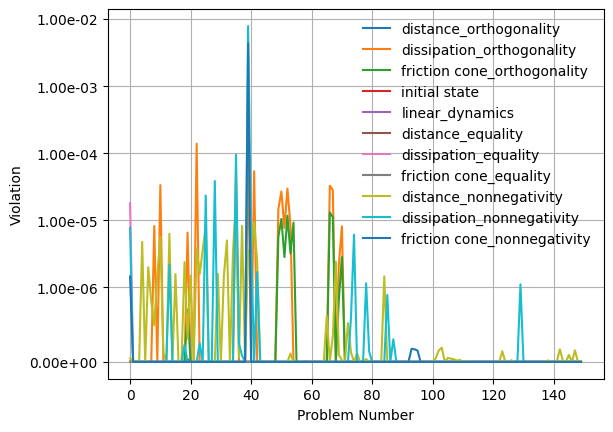 1.00e-02
1.00e-03
1.00e-04
1.00e-05
1.00e-06
0.00e+00
Violation
distance_orthogonality
dissipation_orthogonality
friction cone_orthogonality
initial state
linear_dynamics
distance_equality
dissipation_equality
friction cone_equality
distance_nonnegativity
dissipation_nonnegativity
friction cone_nonnegativity
0 20 40 60 80 100 120 140
Problem Number